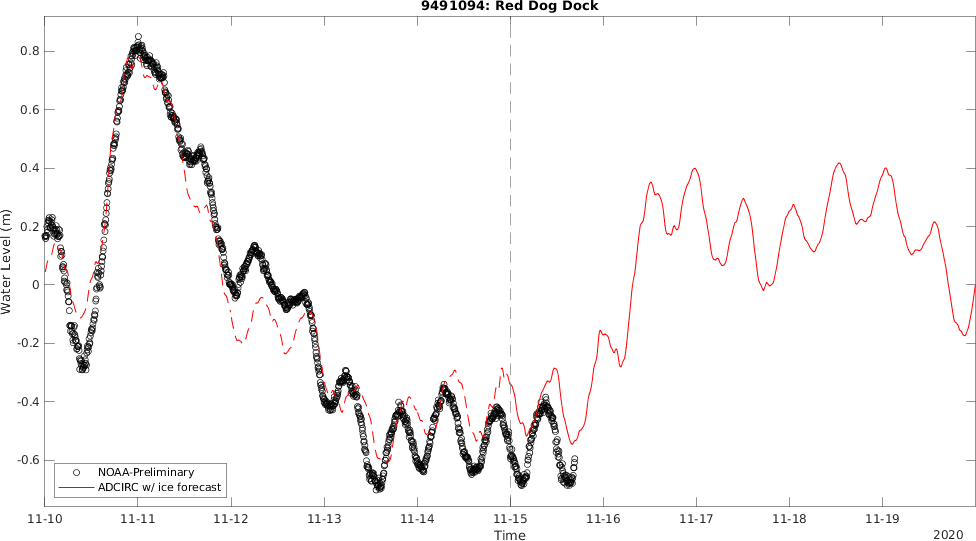 9491094: Red Dog Dock
Water Level (m)
0.8
0.6
0.4
0.2
0
-0.2
-0.4
-0.6
NOAA-Preliminary
ADCIRC w/ ice forecast
11-10 11-11 11-12 11-13 11-14 11-15 11-16 11-17 11-18 11-19
Time
2020